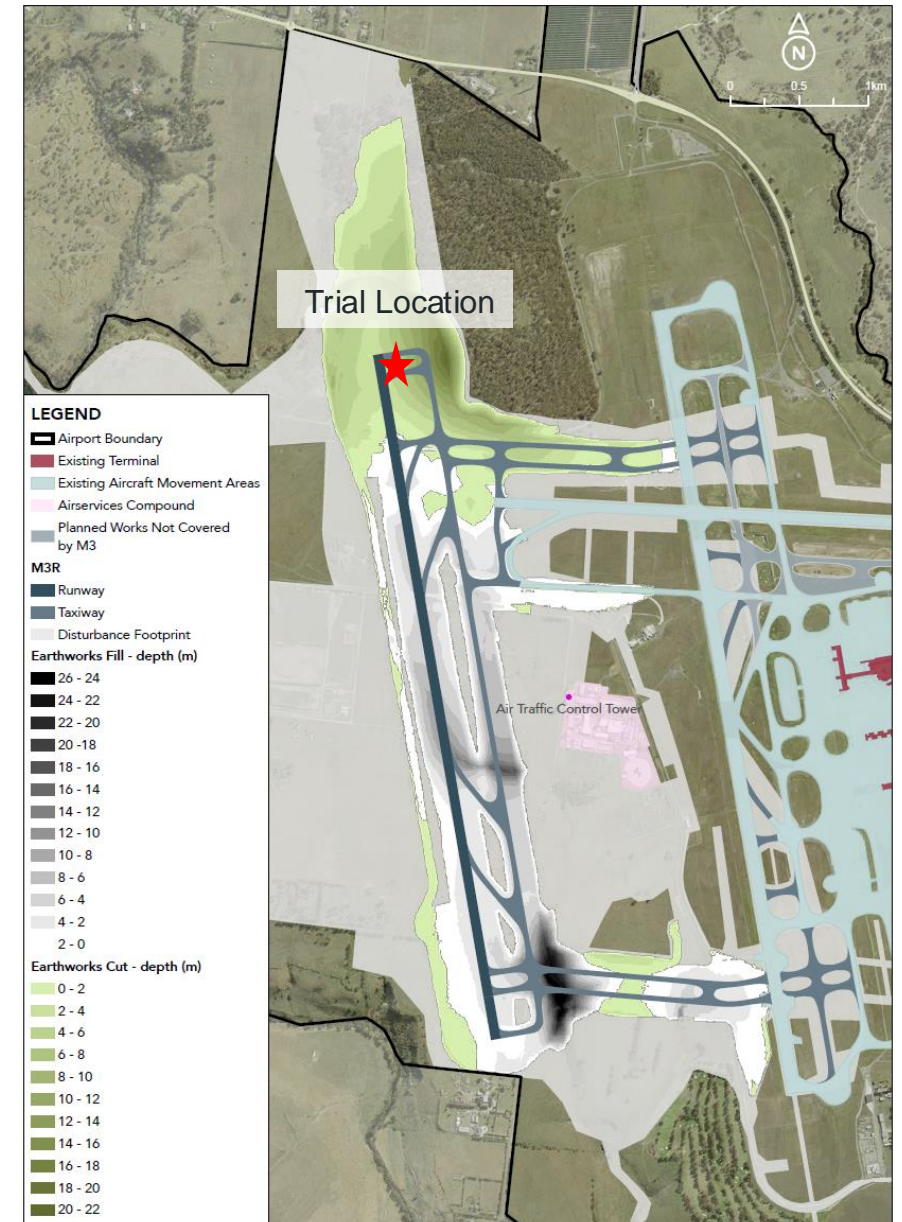 N
0 0.5 1km
Trial Location
LEGEND
Airport Boundary
Existing Terminal
Existing Aircraft Movement Areas
Airservices Compound
Planned Works Not Covered
by M3
M3R
Runway
Taxiway
Disturbance Footprint
Earthworks Fill - depth (m)
26 - 24
24 - 22
22 - 20
20 -18
18 - 16
16 - 14
14 - 12
12 - 10
10 - 8
8 - 6
6 - 4
4 - 2
2 - 0
Earthworks Cut - depth (m)
0 - 2
2 - 4
4 - 6
6 - 8
8 - 10
10 - 12
12 - 14
14 - 16
16 - 18
18 - 20
20 - 22
Air Traffic Control Tower